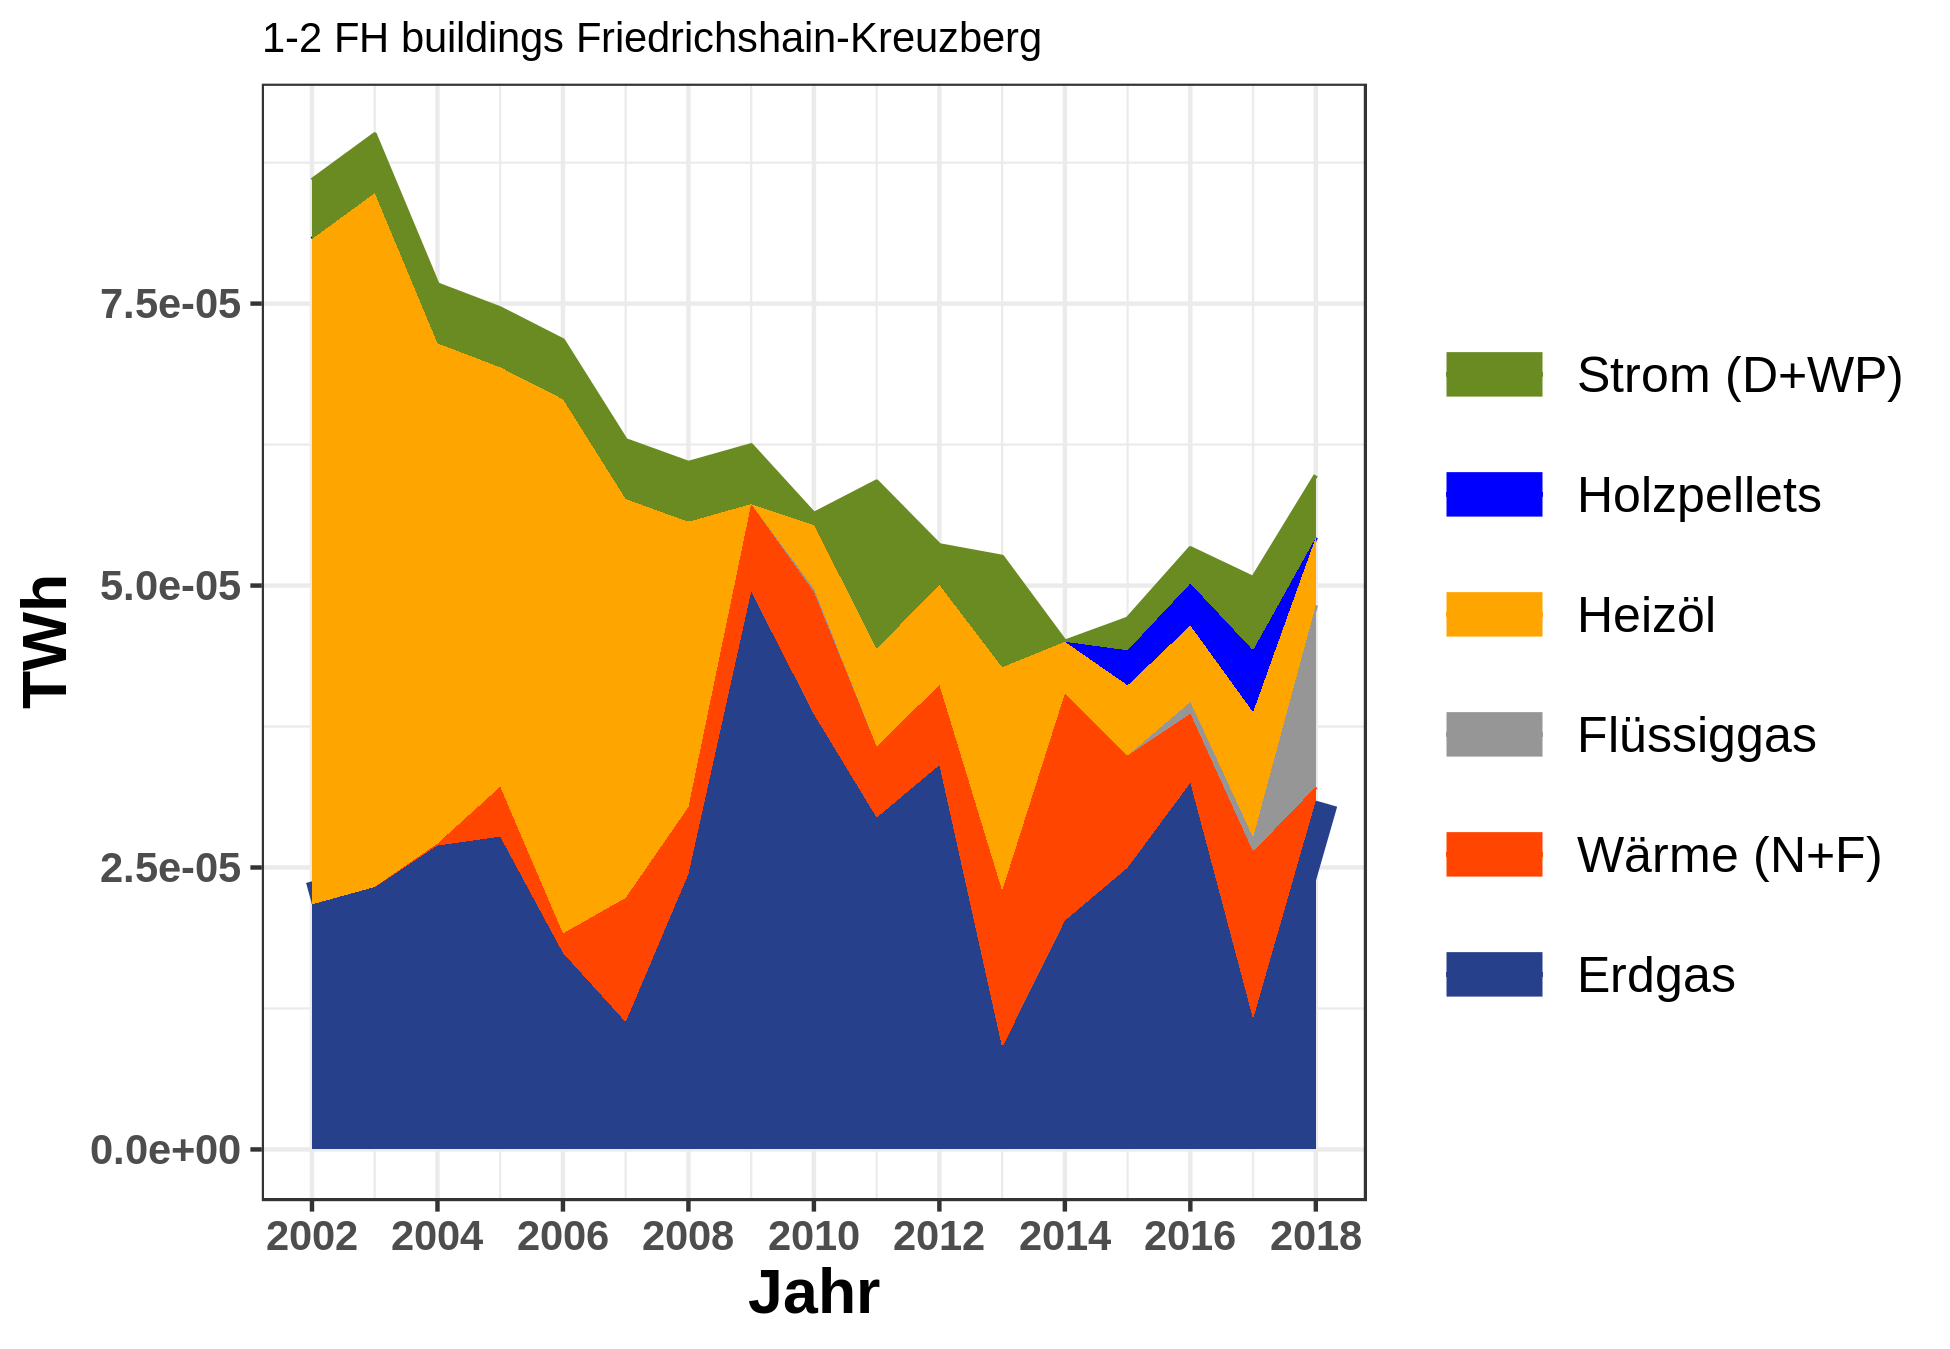 1-2 FH buildings Friedrichshain-Kreuzberg
TWh
7.5e-05
5.0e-05
2.5e-05
0.0e+00
2002 2004 2006 2008 2010 2012 2014 2016 2018
Jahr
Strom (D+WP)
Holzpellets
Heizöl
Flüssiggas
Wärme (N+F)
Erdgas